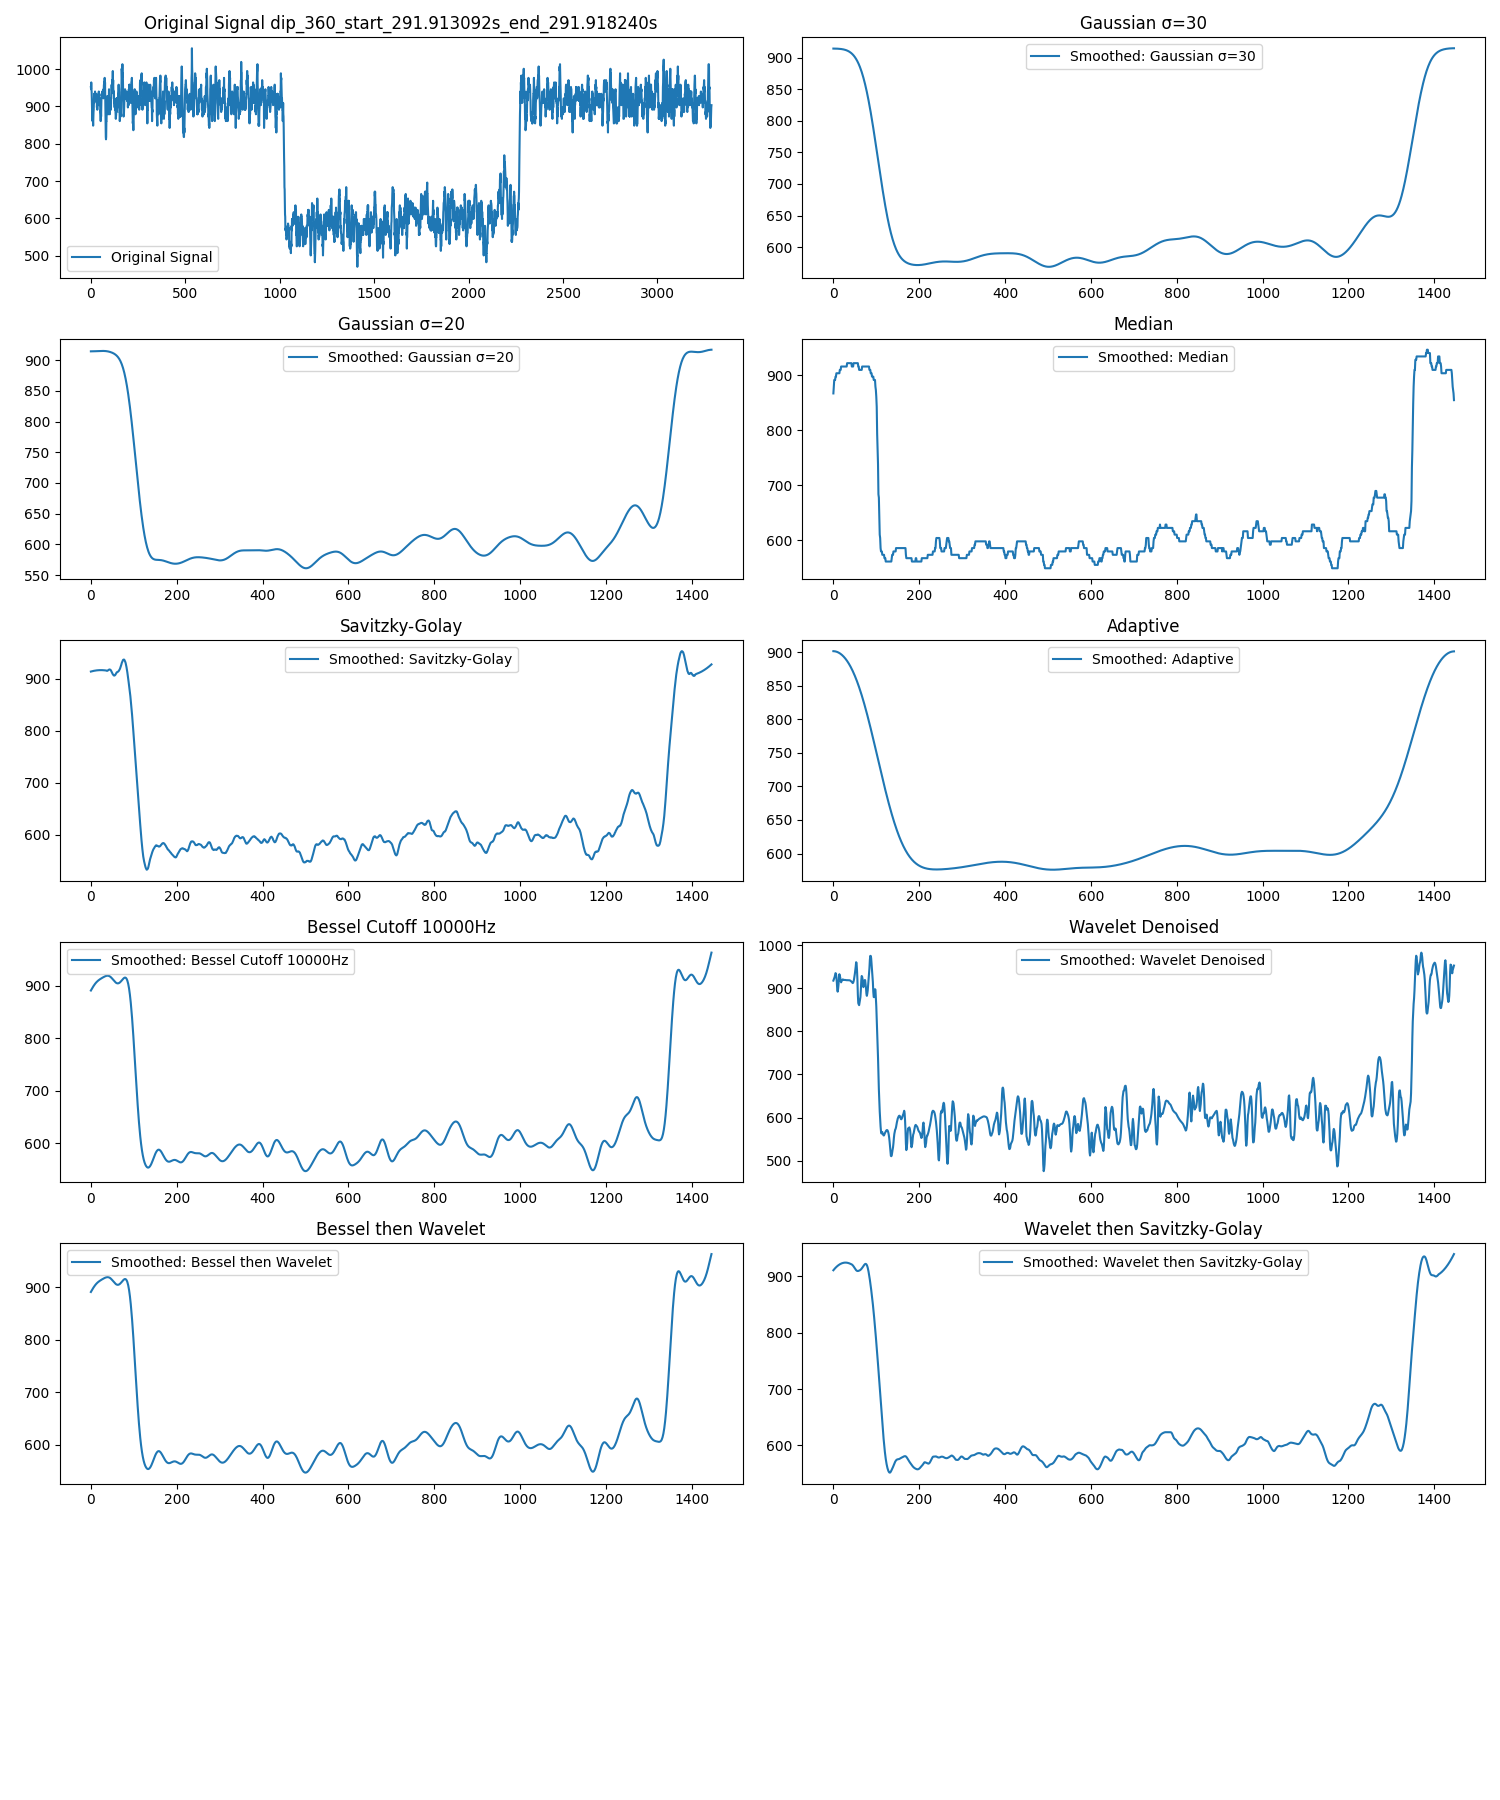 Original Signal dip_360_start_291.913092s_end_291.918240s
1000
900
800
700
600
500
Original Signal
0 500 1000 1500 2000 2500 3000
Gaussian σ=30
900
850
800
750
700
650
600
Smoothed: Gaussian σ=30
0 200 400 600 800 1000 1200 1400
Gaussian σ=20
900
850
800
750
700
650
600
550
Smoothed: Gaussian σ=20
0 200 400 600 800 1000 1200 1400
Median
900
800
700
600
Smoothed: Median
0 200 400 600 800 1000 1200 1400
Savitzky-Golay
900
800
700
600
Smoothed: Savitzky-Golay
0 200 400 600 800 1000 1200 1400
Adaptive
900
850
800
750
700
650
600
Smoothed: Adaptive
0 200 400 600 800 1000 1200 1400
Bessel Cutoff 10000Hz
900
800
700
600
Smoothed: Bessel Cutoff 10000Hz
0 200 400 600 800 1000 1200 1400
Wavelet Denoised
1000
900
800
700
600
500
Smoothed: Wavelet Denoised
0 200 400 600 800 1000 1200 1400
Bessel then Wavelet
900
800
700
600
Smoothed: Bessel then Wavelet
0 200 400 600 800 1000 1200 1400
Wavelet then Savitzky-Golay
900
800
700
600
Smoothed: Wavelet then Savitzky-Golay
0 200 400 600 800 1000 1200 1400